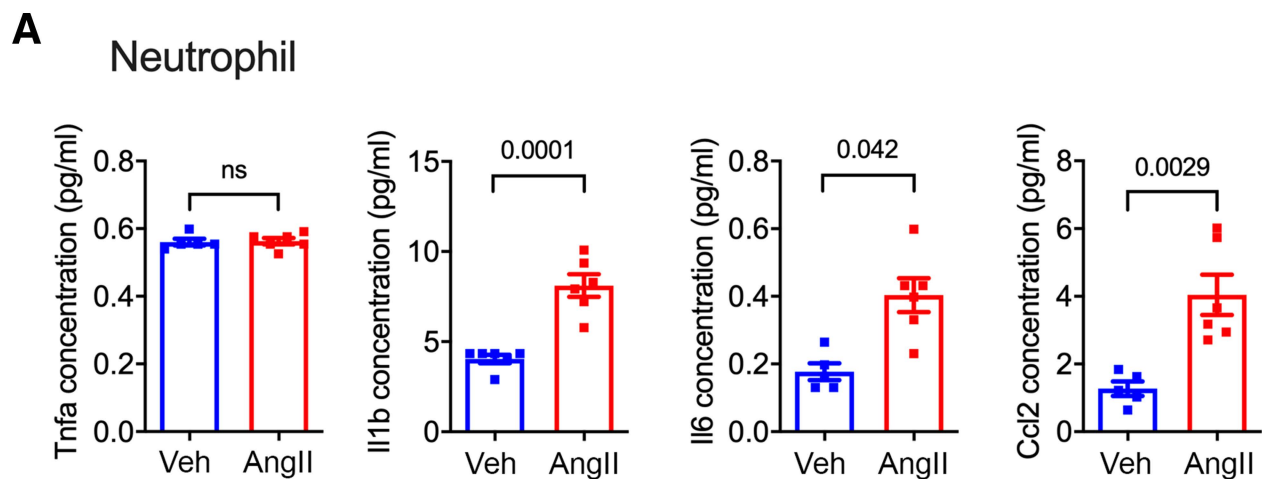 A
Neutrophil
Tnfa concentration (pg/ml)
0.8
0.6
0.4
0.2
0.0
ns
Veh AngII
Il1b concentration (pg/ml)
15
10
5
0
0.0001
Veh AngII
Il6 concentration (pg/ml)
0.8
0.6
0.4
0.2
0.0
0.042
Veh AngII
Ccl2 concentration (pg/ml)
8
6
4
2
0
0.0029
Veh AngII